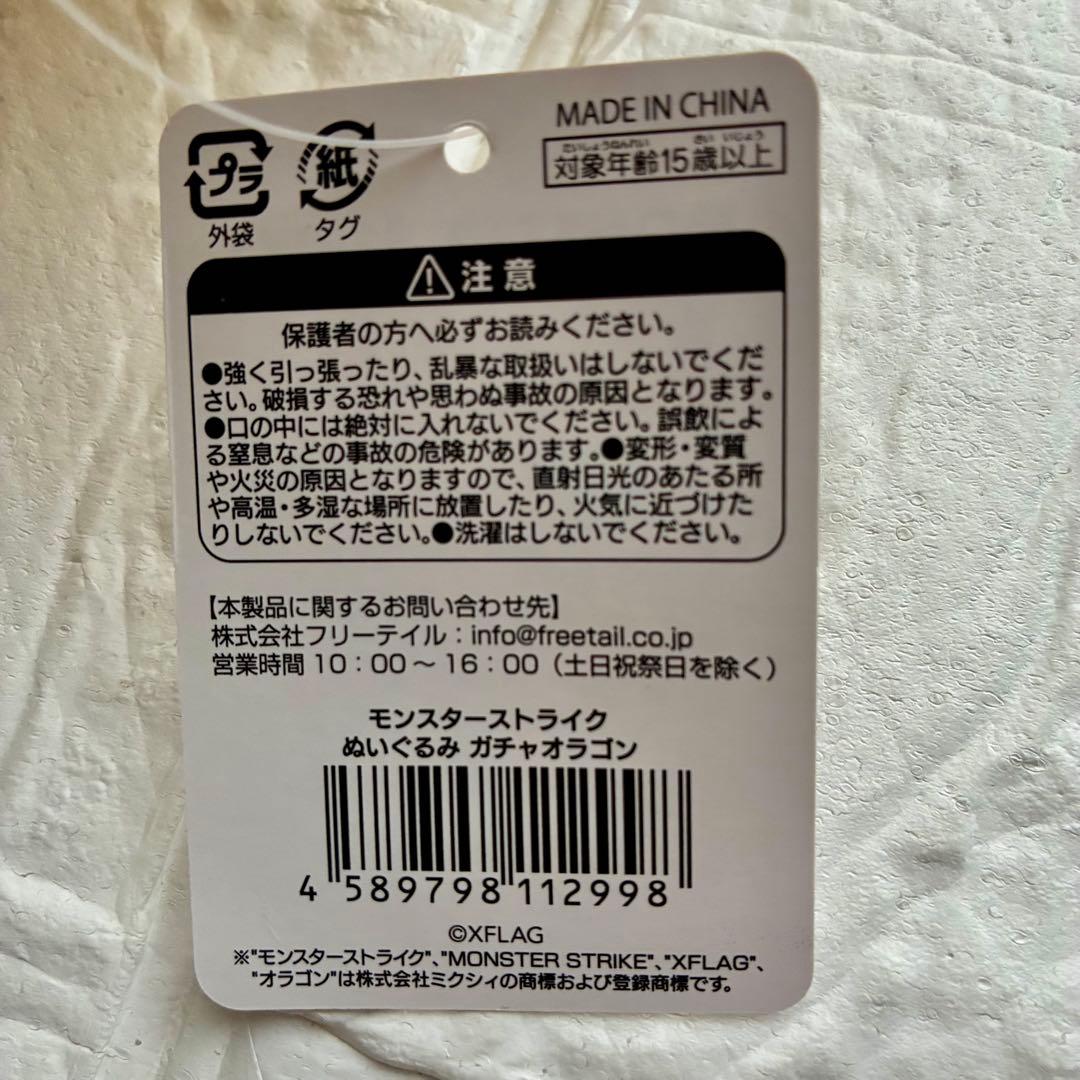 MADE IN CHINA
たいしょうねんれい さい いじょう
対象年齢15歳以上
プラ 紙
外袋 タグ
注意
保護者の方へ必ずお読みください。
●強く引っ張ったり、乱暴な取扱いはしないでくだ
さい。破損する恐れや思わぬ事故の原因となります。
●口の中には絶対に入れないでください。誤飲によ
る窒息などの事故の危険があります。●変形・変質
や火災の原因となりますので、直射日光のあたる所
や高温・多湿な場所に放置したり、火気に近づけた
りしないでください。●洗濯はしないでください。
【本製品に関するお問い合わせ先】
株式会社フリーテイル：info@freetail.co.jp
営業時間 10：00～16：00（土日祝祭日を除く）
モンスターストライク
ぬいぐるみ ガチャオラゴン
4 589798 112998
©XFLAG
※"モンスターストライク"、"MONSTER STRIKE"、"XFLAG"、
"オラゴン"は株式会社ミクシィの商標および登録商標です。